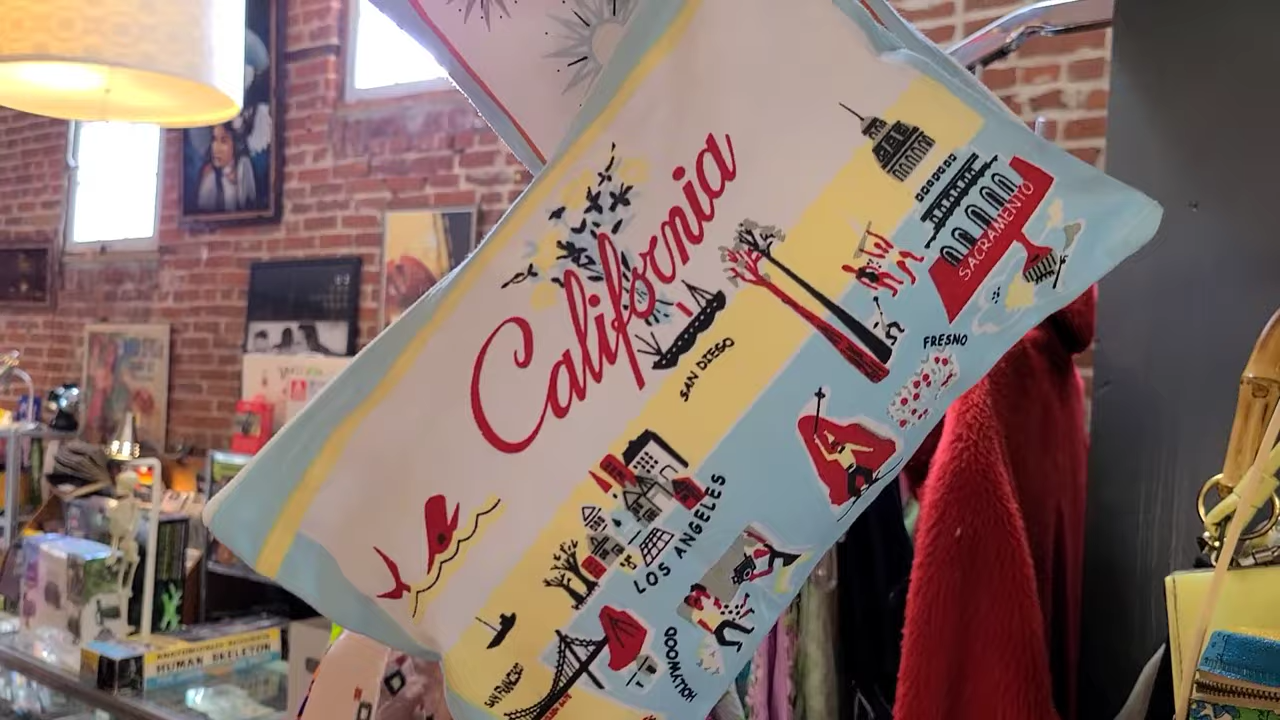 California
SACRAMENTO
FRESNO
SAN DIEGO
LOS ANGELES
HOLLYWOOD
SAN FRANCISCO
HUMAN SKELETON